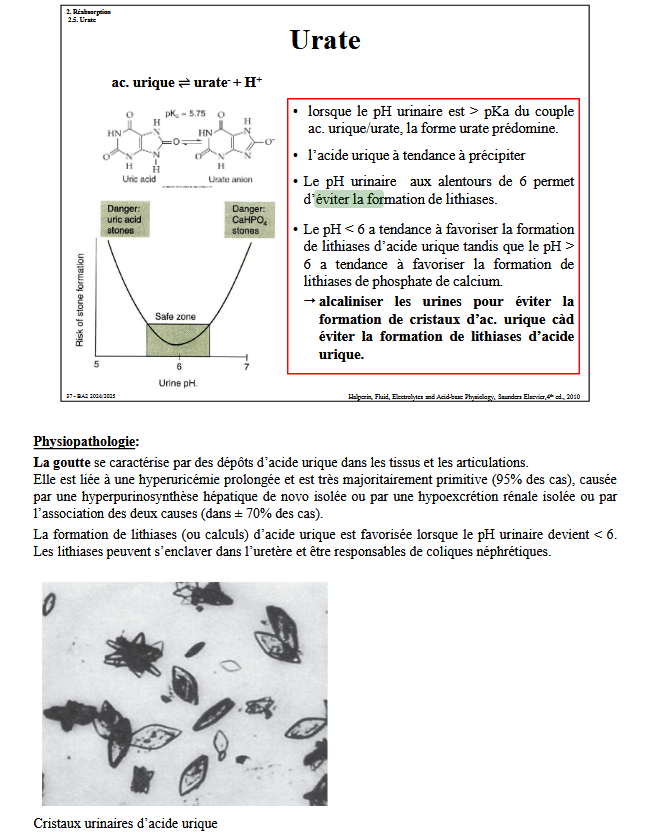 2. Réabsorption
2.5. Urate
Urate
ac. urique ⇌ urate⁻ + H⁺
pKₐ = 5.75
O
H
N
HN
O
N
H
N
H
O
O
H
N
HN
O
N
H
N
O⁻
Uric acid
Urate anion
Danger:
uric acid
stones
Danger:
CaHPO₄
stones
Risk of stone formation
Safe zone
5
6
7
Urine pH.
• lorsque le pH urinaire est > pKa du couple
ac. urique/urate, la forme urate prédomine.
• l’acide urique à tendance à précipiter
• Le pH urinaire aux alentours de 6 permet
d’éviter la formation de lithiases.
• Le pH < 6 a tendance à favoriser la formation
de lithiases d’acide urique tandis que le pH >
6 a tendance à favoriser la formation de
lithiases de phosphate de calcium.
→ alcaliniser les urines pour éviter la
formation de cristaux d’ac. urique càd
éviter la formation de lithiases d’acide
urique.
37 - BA2 2024/2025
Halperin, Fluid, Electrolytes and Acid-base Physiology, Saunders Elsevier, 4ᵗʰ ed., 2010
Physiopathologie:
La goutte se caractérise par des dépôts d’acide urique dans les tissus et les articulations.
Elle est liée à une hyperuricémie prolongée et est très majoritairement primitive (95% des cas), causée
par une hyperpurinosynthèse hépatique de novo isolée ou par une hypoexcrétion rénale isolée ou par
l’association des deux causes (dans ± 70% des cas).
La formation de lithiases (ou calculs) d’acide urique est favorisée lorsque le pH urinaire devient < 6.
Les lithiases peuvent s’enclaver dans l’uretère et être responsables de coliques néphrétiques.
Cristaux urinaires d’acide urique